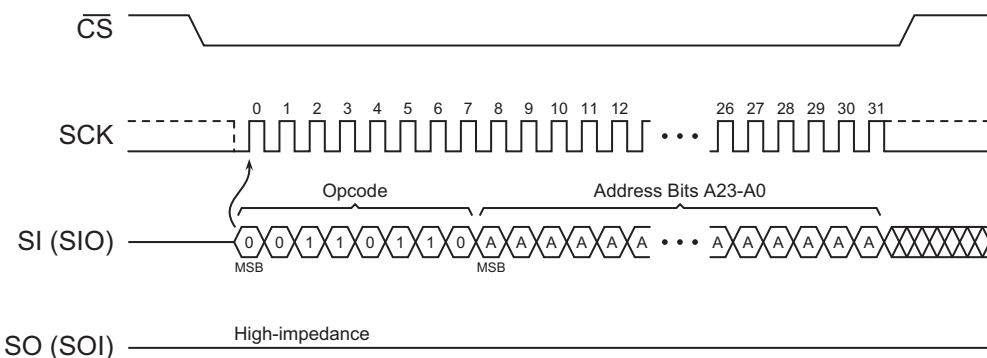 CS
0 1 2 3 4 5 6 7 8 9 10 11 12 26 27 28 29 30 31
SCK
Opcode Address Bits A23-A0
SI (SIO) 0 0 1 1 0 1 1 0 A A A A A A A A A A A A
MSB MSB
High-impedance
SO (SOI)